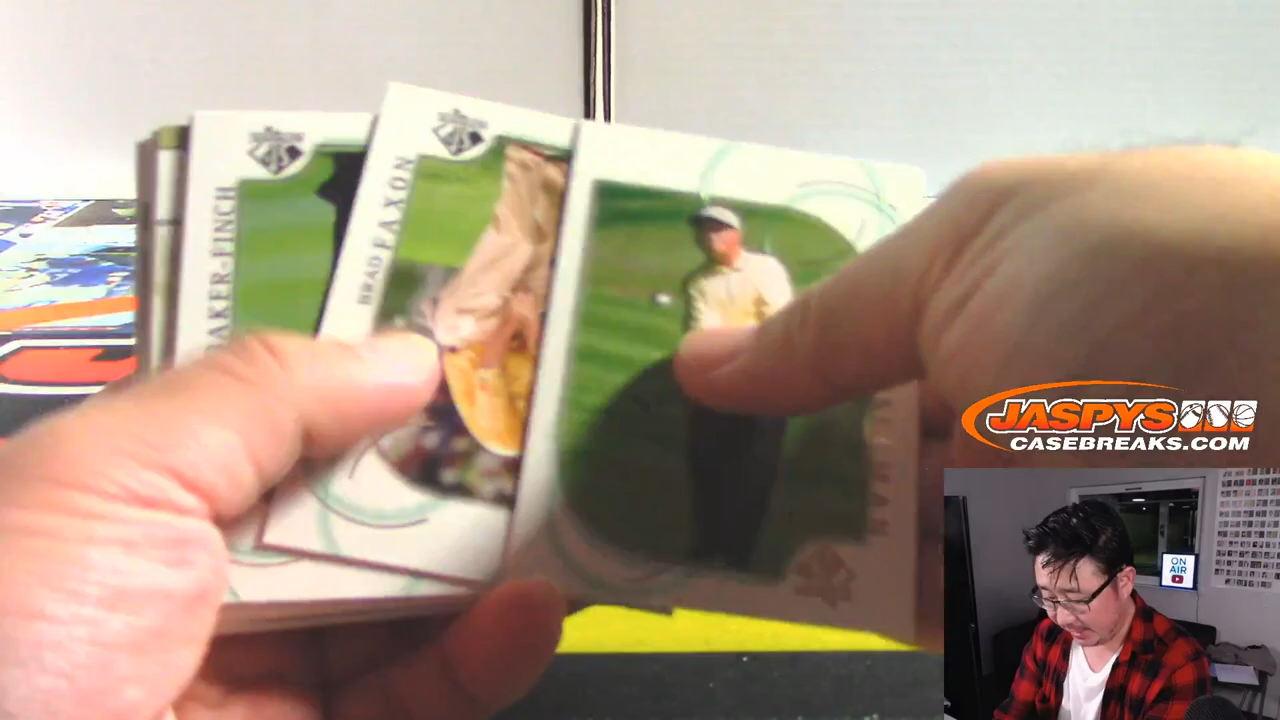 AKER-FINCH
BRAD FAXON
JASPYS
CASEBREAKS.COM
ON
AIR